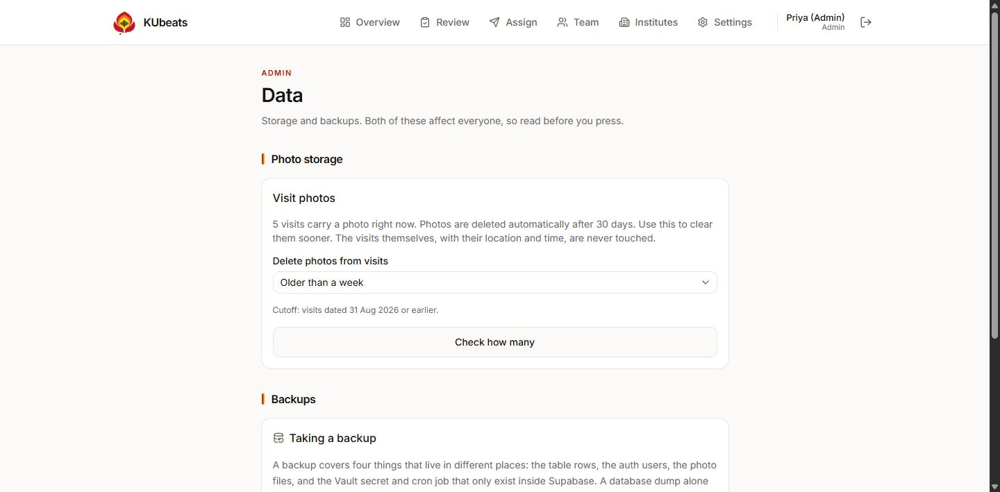 KUbeats
Overview
Review
Assign
Team
Institutes
Settings
Priya (Admin)
Admin
ADMIN
Data
Storage and backups. Both of these affect everyone, so read before you press.
Photo storage
Visit photos
5 visits carry a photo right now. Photos are deleted automatically after 30 days. Use this to clear
them sooner. The visits themselves, with their location and time, are never touched.
Delete photos from visits
Older than a week
Cutoff: visits dated 31 Aug 2026 or earlier.
Check how many
Backups
Taking a backup
A backup covers four things that live in different places: the table rows, the auth users, the photo
files, and the Vault secret and cron job that only exist inside Supabase. A database dump alone